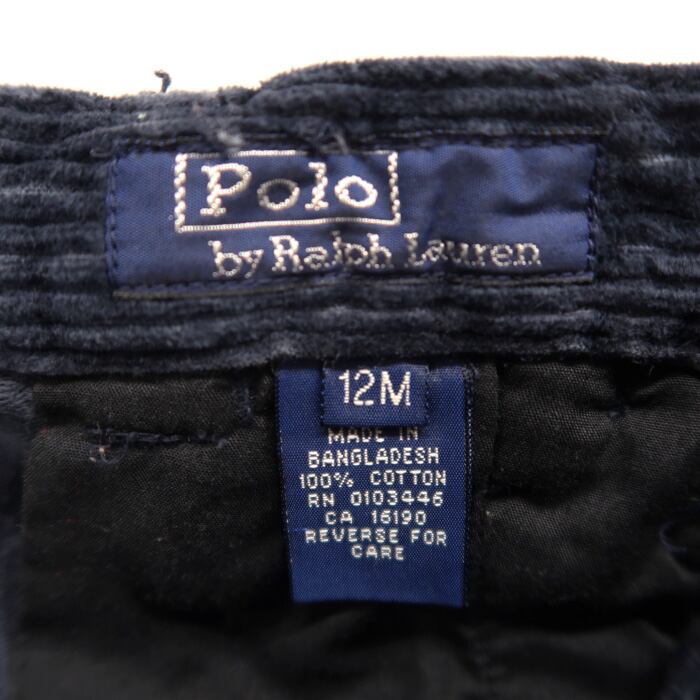 Polo
by Ralph Lauren
12M
MADE IN
BANGLADESH
100% COTTON
RN 0103446
CA 16190
REVERSE FOR
CARE